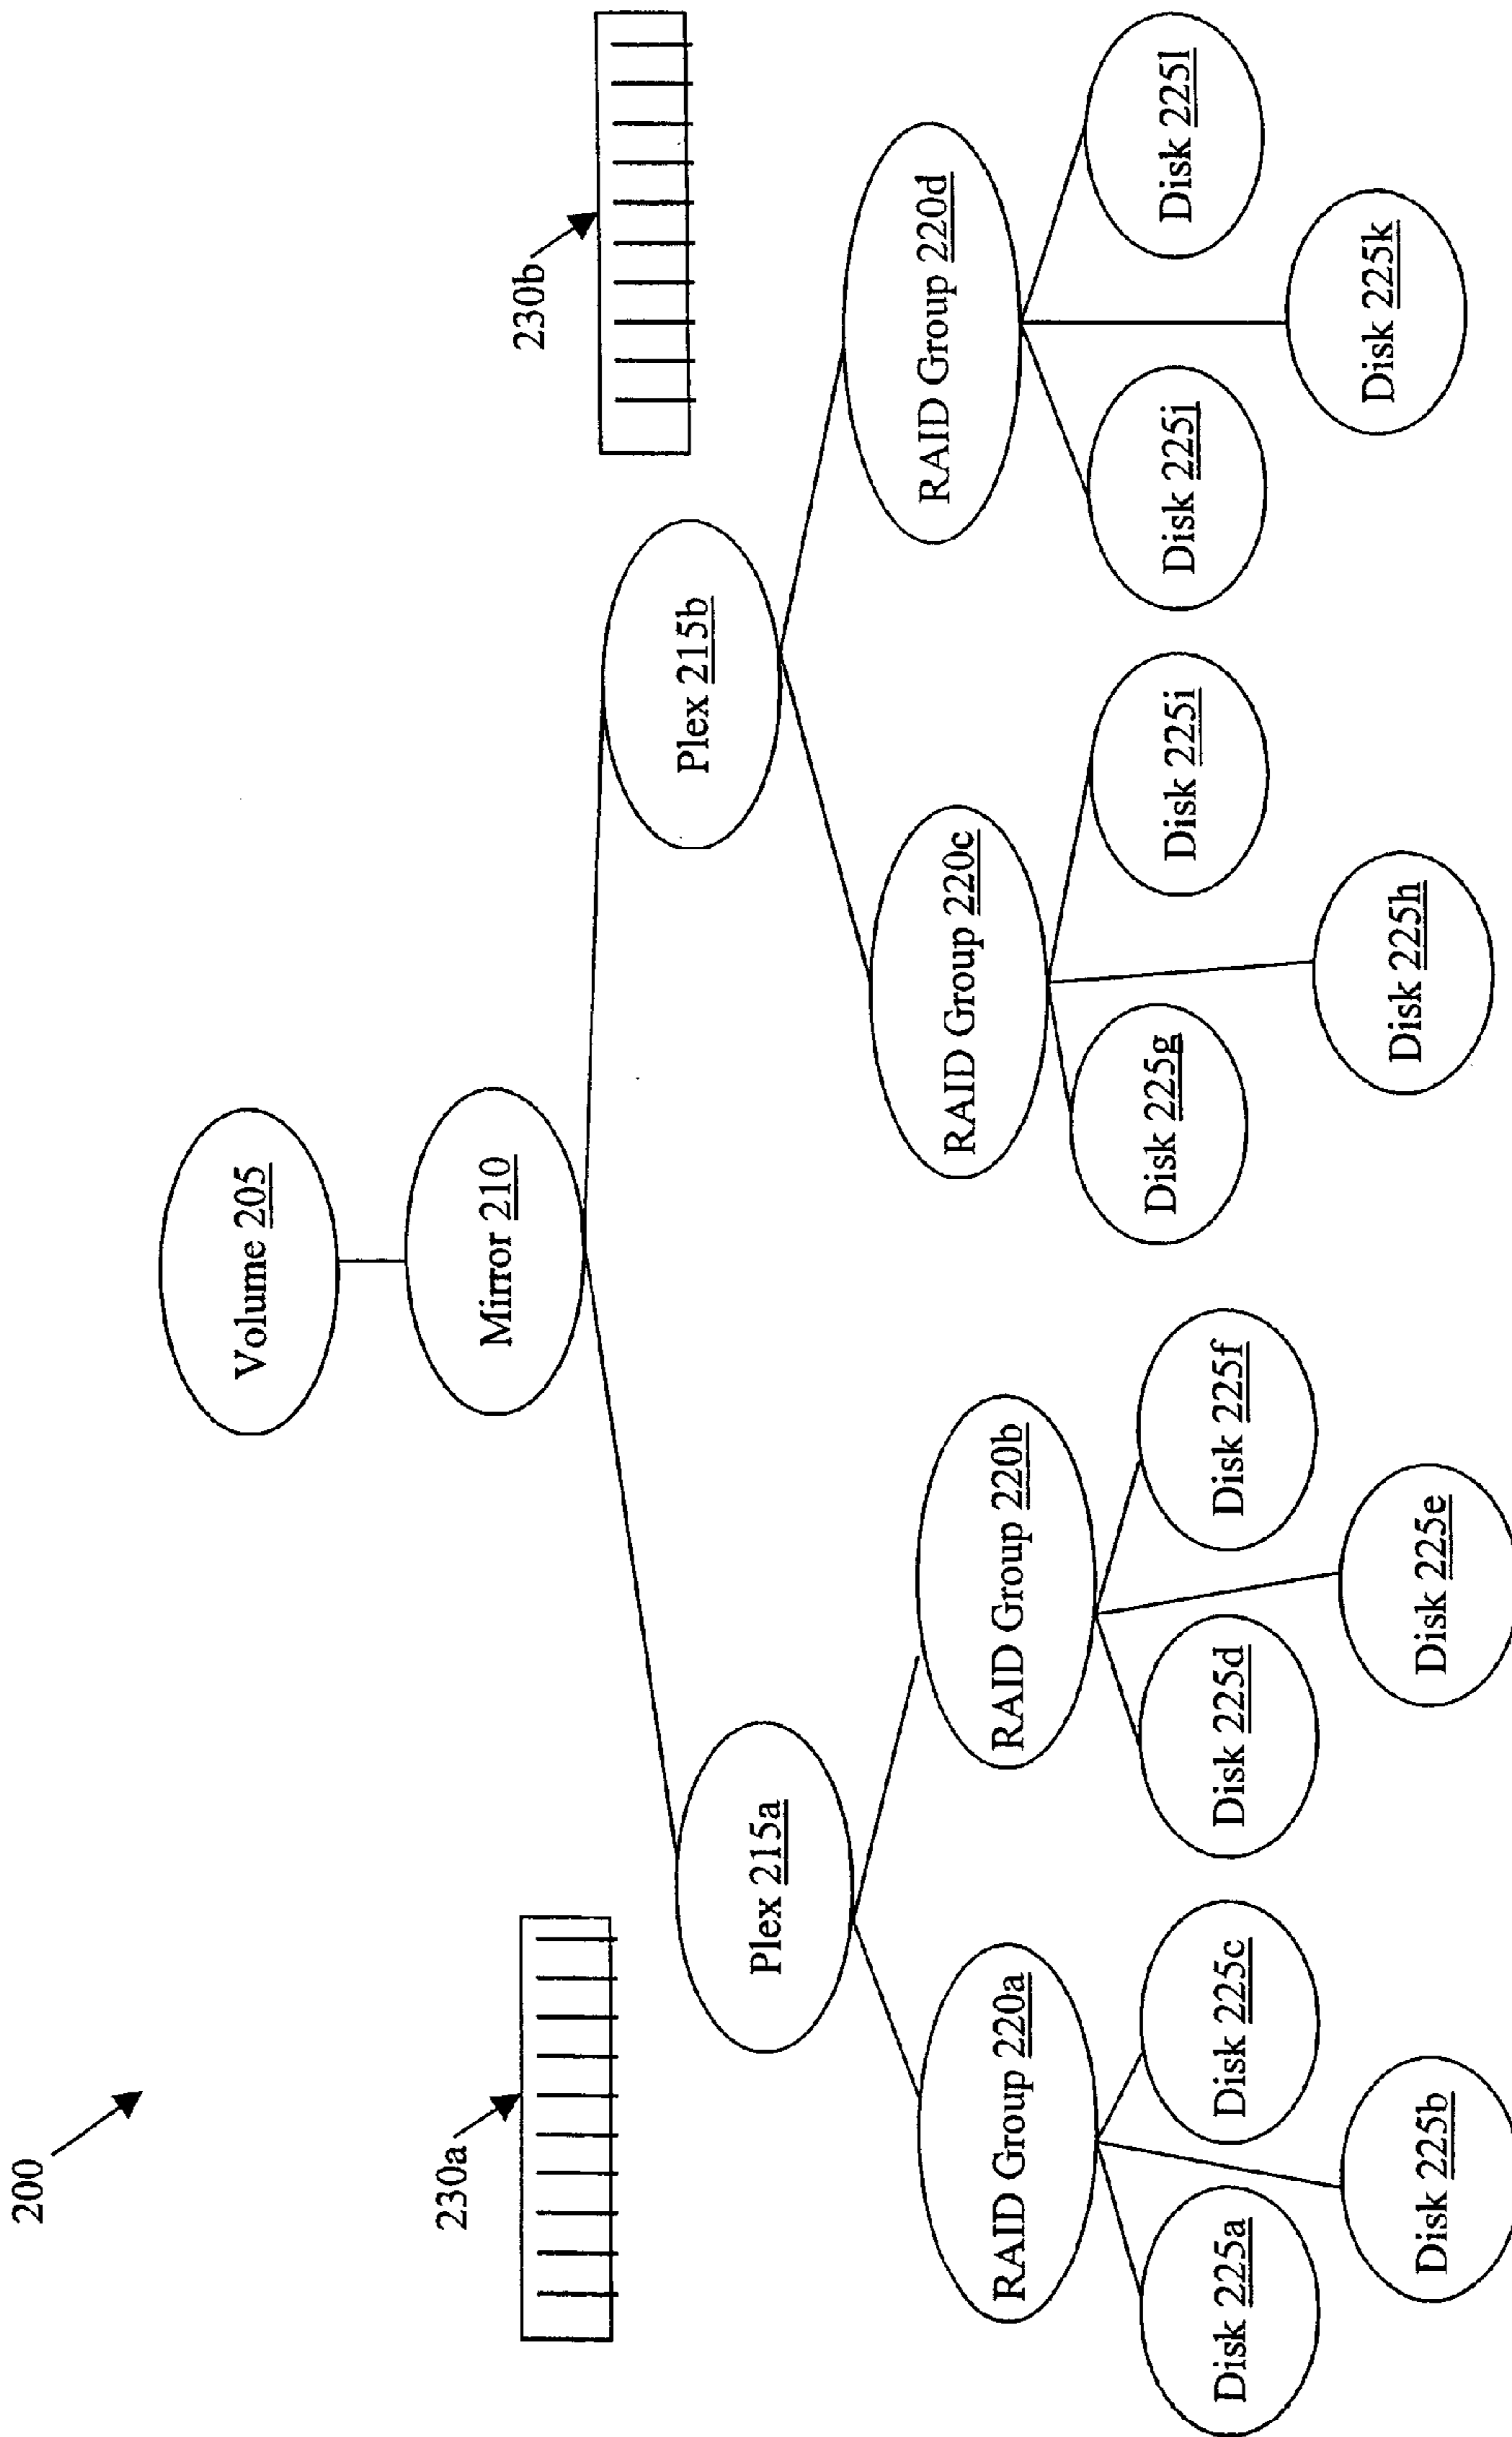 200
Volume 205
230a
Mirror 210
230b
Plex 215a
Plex 215b
RAID Group 220a
RAID Group 220b
RAID Group 220c
RAID Group 220d
Disk 225a
Disk 225c
Disk 225d
Disk 225f
Disk 225g
Disk 225i
Disk 225j
Disk 225l
Disk 225b
Disk 225e
Disk 225h
Disk 225k